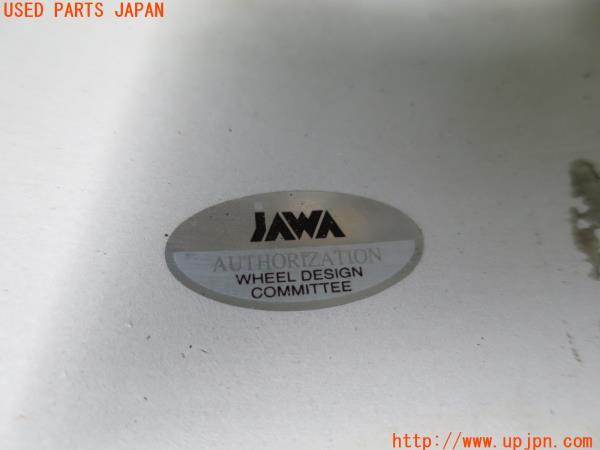 USED PARTS JAPAN
JAWA
AUTHORIZATION
WHEEL DESIGN
COMMITTEE
http://www.upjpn.com/